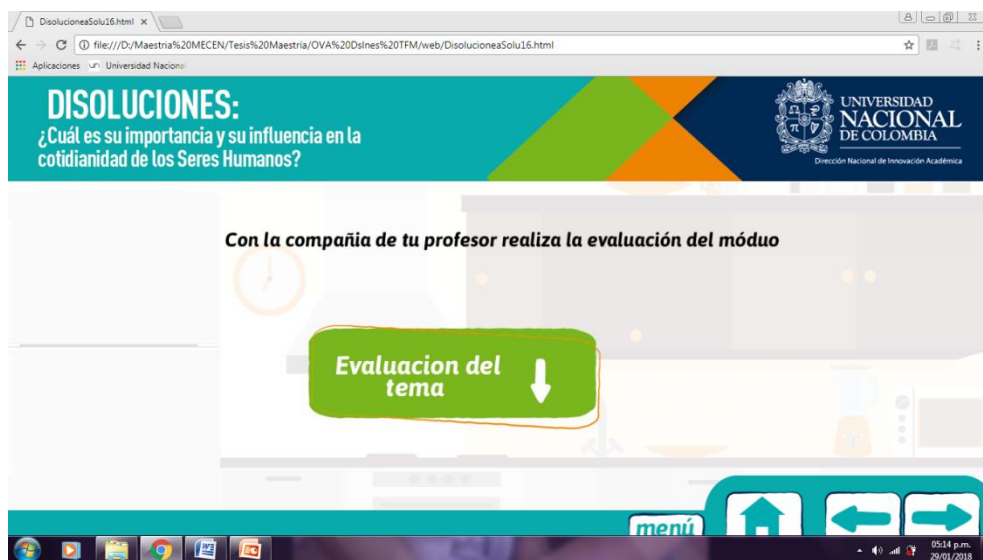 DisolucioneaSolu16.html
file:///D:/Maestria%20MECEN/Tesis%20Maestria/OVA%20DsInes%20TFM/web/DisolucioneaSolu16.html
Aplicaciones Universidad Nacional
DISOLUCIONES:
¿Cuál es su importancia y su influencia en la
cotidianidad de los Seres Humanos?
UNIVERSIDAD
NACIONAL
DE COLOMBIA
Dirección Nacional de Innovación Académica
Con la compañia de tu profesor realiza la evaluación del móduo
Evaluacion del
tema
menú
05:14 p.m.
29/01/2018